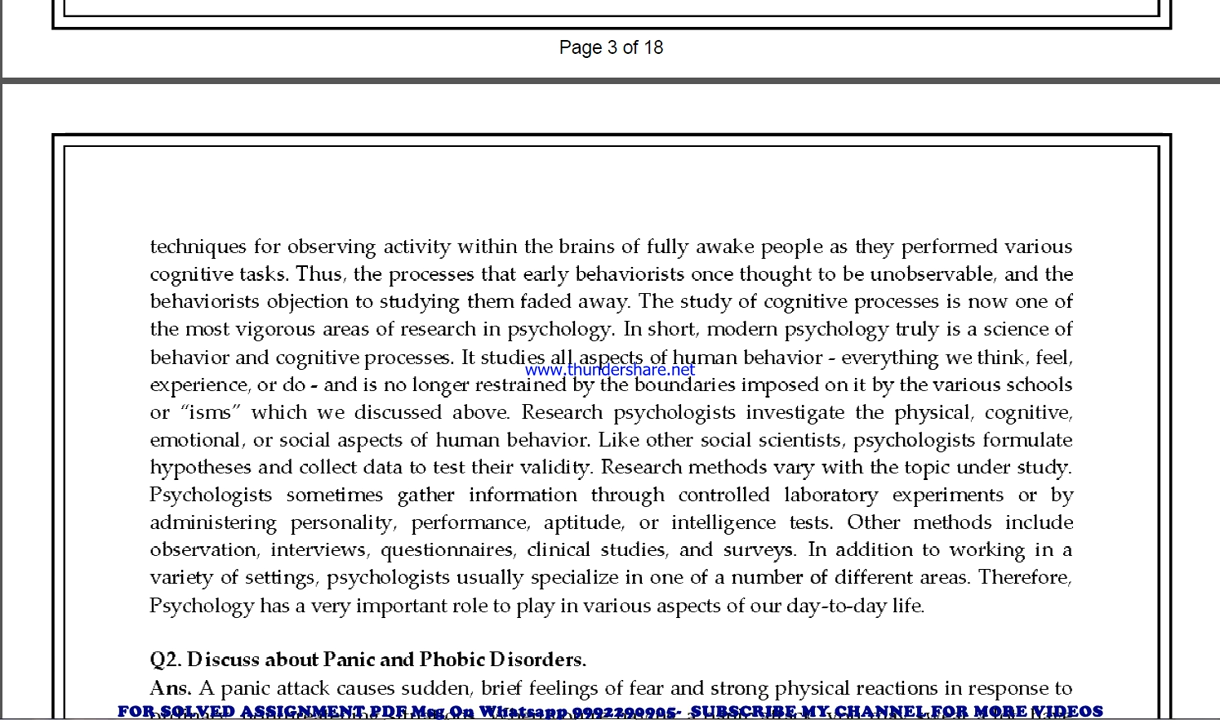 Page 3 of 18
techniques for observing activity within the brains of fully awake people as they performed various
cognitive tasks. Thus, the processes that early behaviorists once thought to be unobservable, and the
behaviorists objection to studying them faded away. The study of cognitive processes is now one of
the most vigorous areas of research in psychology. In short, modern psychology truly is a science of
behavior and cognitive processes. It studies all aspects of human behavior - everything we think, feel,
www.thundershare.net
experience, or do - and is no longer restrained by the boundaries imposed on it by the various schools
or “isms” which we discussed above. Research psychologists investigate the physical, cognitive,
emotional, or social aspects of human behavior. Like other social scientists, psychologists formulate
hypotheses and collect data to test their validity. Research methods vary with the topic under study.
Psychologists sometimes gather information through controlled laboratory experiments or by
administering personality, performance, aptitude, or intelligence tests. Other methods include
observation, interviews, questionnaires, clinical studies, and surveys. In addition to working in a
variety of settings, psychologists usually specialize in one of a number of different areas. Therefore,
Psychology has a very important role to play in various aspects of our day-to-day life.
Q2. Discuss about Panic and Phobic Disorders.
Ans. A panic attack causes sudden, brief feelings of fear and strong physical reactions in response to
FOR SOLVED ASSIGNMENT PDF Msg On Whatsapp 9992299905- SUBSCRIBE MY CHANNEL FOR MORE VIDEOS